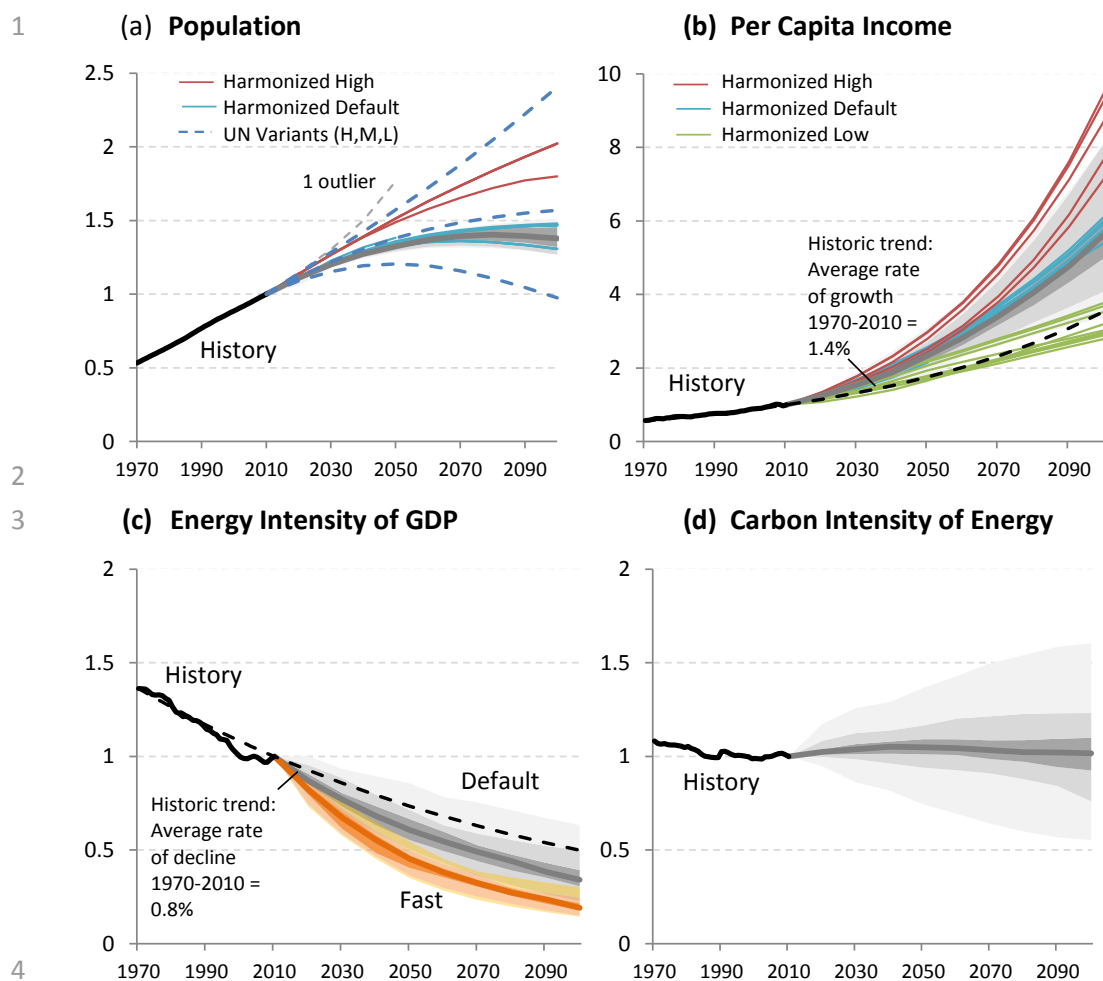 1
(a) Population
(b) Per Capita Income
2.5
2
1.5
1
0.5
0
Harmonized High
Harmonized Default
UN Variants (H,M,L)
1 outlier
History
1970 1990 2010 2030 2050 2070 2090
10
8
6
4
2
0
Harmonized High
Harmonized Default
Harmonized Low
Historic trend:
Average rate
of growth
1970-2010 =
1.4%
History
1970 1990 2010 2030 2050 2070 2090
2
3
(c) Energy Intensity of GDP
(d) Carbon Intensity of Energy
2
1.5
1
0.5
0
History
Default
Historic trend:
Average rate
of decline
1970-2010 =
0.8%
Fast
1970 1990 2010 2030 2050 2070 2090
2
1.5
1
0.5
0
History
1970 1990 2010 2030 2050 2070 2090
4